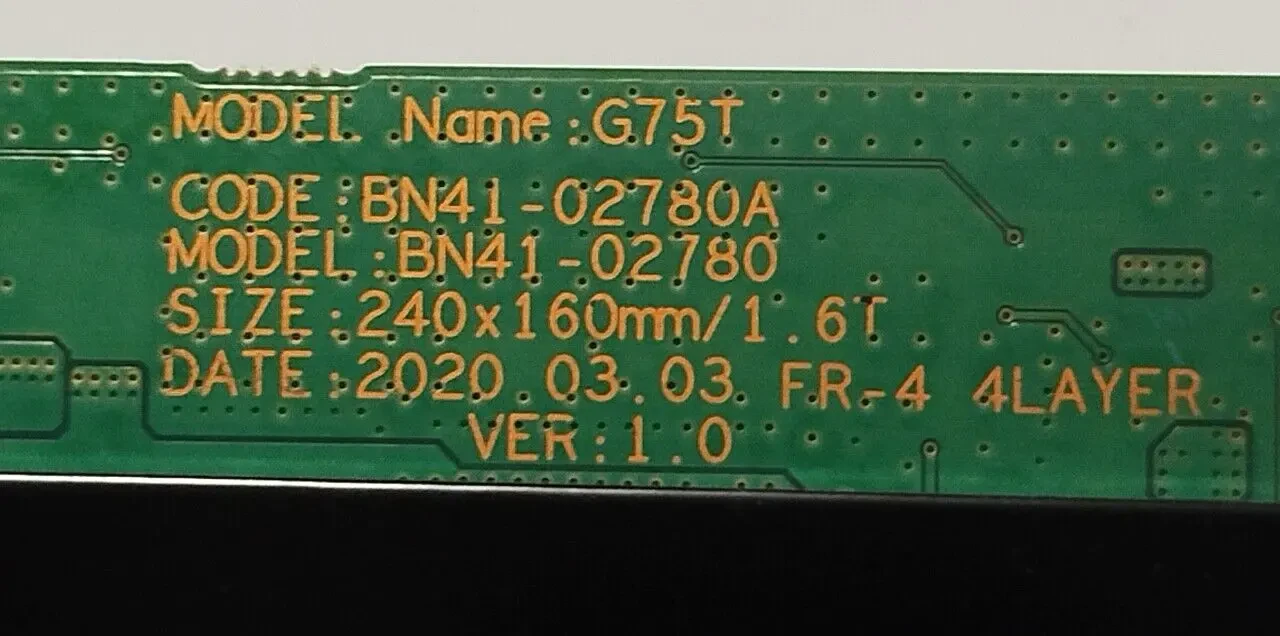 MODEL Name:G75T
CODE:BN41-02780A
MODEL:BN41-02780
SIZE:240x160mm/1.6T
DATE:2020.03.03. FR-4 4LAYER
VER:1.0